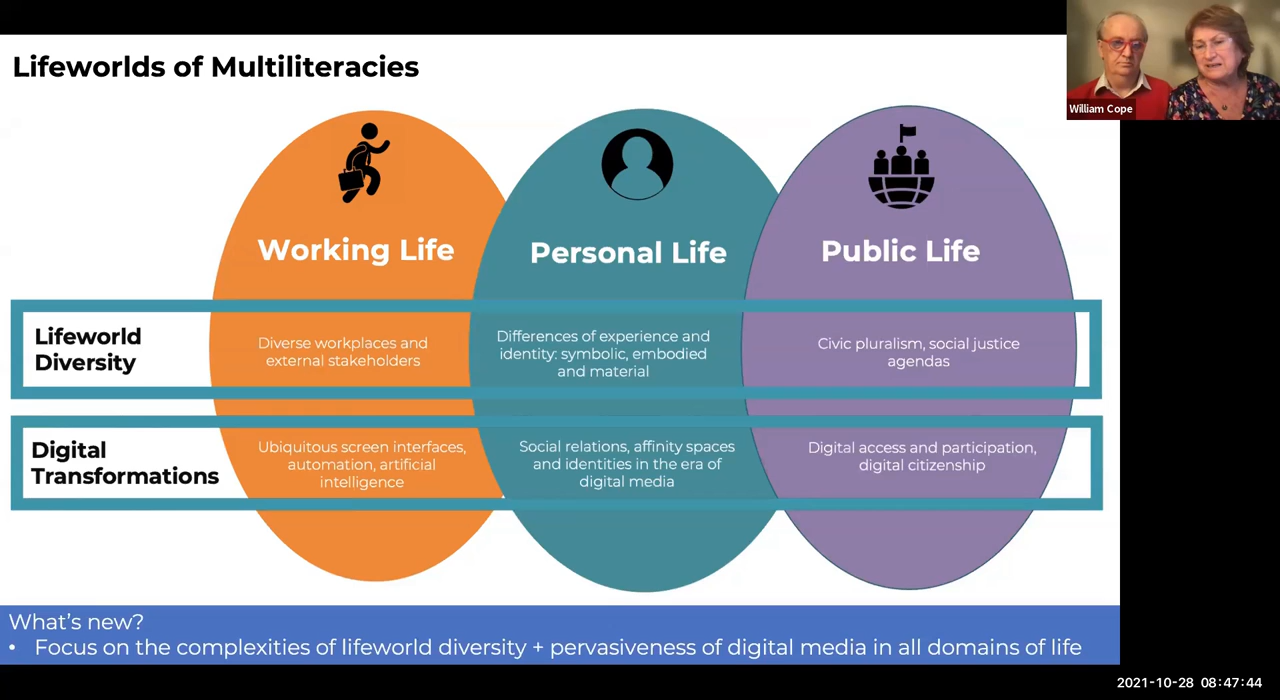 Lifeworlds of Multiliteracies
William Cope
Working Life
Personal Life
Public Life
Lifeworld
Diversity
Diverse workplaces and
external stakeholders
Differences of experience and
identity: symbolic, embodied
and material
Civic pluralism, social justice
agendas
Digital
Transformations
Ubiquitous screen interfaces,
automation, artificial
intelligence
Social relations, affinity spaces
and identities in the era of
digital media
Digital access and participation,
digital citizenship
What's new?
• Focus on the complexities of lifeworld diversity + pervasiveness of digital media in all domains of life
2021-10-28 08:47:44